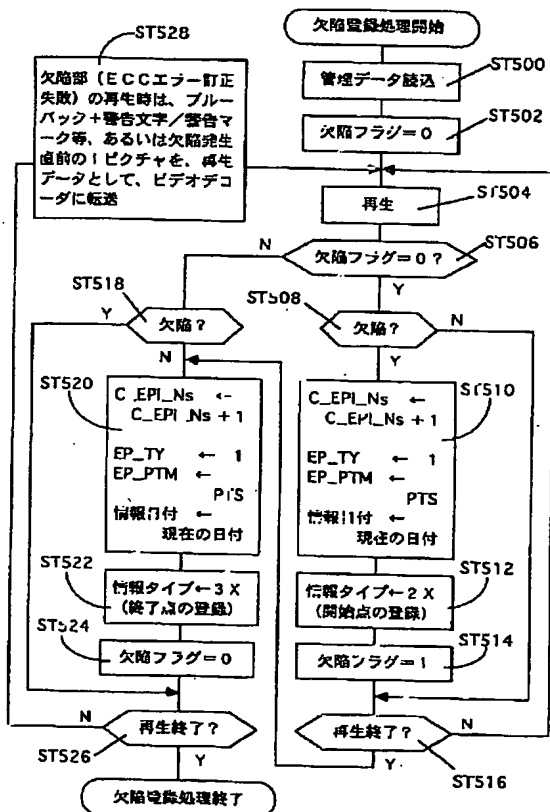 欠陥登録処理開始
ST528
欠陥部（ECCエラー訂正
失敗）の再生時は、ブルー
バック＋警告文字／警告マ
ーク等、あるいは欠陥発生
直前のIピクチャを、再生
データとして、ビデオデコ
ーダに転送
管理データ読込
ST500
欠陥フラグ＝0
ST502
再生
ST504
欠陥フラグ＝0？
ST506
N
Y
ST518
欠陥？
Y
N
ST508
欠陥？
N
Y
ST520
C_EPI_Ns ←
C_EPI_Ns + 1
EP_TY ← 1
EP_PTM ←
PTS
情報日付 ←
現在の日付
ST510
C_EPI_Ns ←
C_EPI_Ns + 1
EP_TY ← 1
EP_PTM ←
PTS
情報日付 ←
現在の日付
ST522
情報タイプ←3X
（終了点の登録）
情報タイプ←2X
（開始点の登録）
ST512
ST524
欠陥フラグ＝0
欠陥フラグ＝1
ST514
N
再生終了？
ST526
Y
再生終了？
N
Y
ST516
欠陥登録処理終了